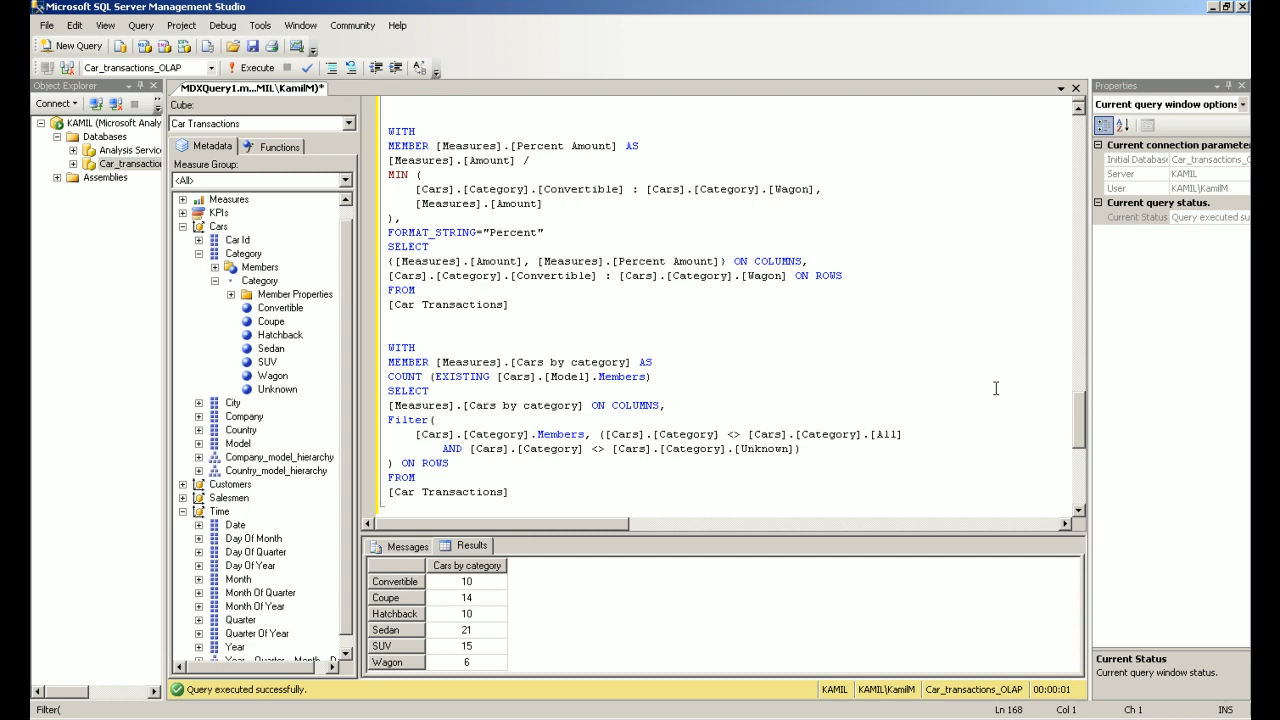 Microsoft SQL Server Management Studio
File Edit View Query Project Debug Tools Window Community Help
New Query
Car_transactions_OLAP Execute
Object Explorer
Connect
KAMIL (Microsoft Analy
Databases
Analysis Servic
Car_transactio
Assemblies
MDXQuery1.m...MIL\KamilM)*
Cube:
Car Transactions
Metadata Functions
Measure Group:
<All>
Measures
KPIs
Cars
Car Id
Category
Members
Category
Member Properties
Convertible
Coupe
Hatchback
Sedan
SUV
Wagon
Unknown
City
Company
Country
Model
Company_model_hierarchy
Country_model_hierarchy
Customers
Salesmen
Time
Date
Day Of Month
Day Of Quarter
Day Of Year
Month
Month Of Quarter
Month Of Year
Quarter
Quarter Of Year
Year
WITH
MEMBER [Measures].[Percent Amount] AS
[Measures].[Amount] /
MIN (
[Cars].[Category].[Convertible] : [Cars].[Category].[Wagon],
[Measures].[Amount]
),
FORMAT_STRING="Percent"
SELECT
{[Measures].[Amount], [Measures].[Percent Amount]} ON COLUMNS,
[Cars].[Category].[Convertible] : [Cars].[Category].[Wagon] ON ROWS
FROM
[Car Transactions]
WITH
MEMBER [Measures].[Cars by category] AS
COUNT (EXISTING [Cars].[Model].Members)
SELECT
[Measures].[Cars by category] ON COLUMNS,
Filter(
[Cars].[Category].Members, ([Cars].[Category] <> [Cars].[Category].[All]
AND [Cars].[Category] <> [Cars].[Category].[Unknown])
) ON ROWS
FROM
[Car Transactions]
Messages Results
Cars by category
Convertible 10
Coupe 14
Hatchback 10
Sedan 21
SUV 15
Wagon 6
Query executed successfully. KAMIL KAMIL\KamilM Car_transactions_OLAP 00:00:01
Properties
Current query window options
Current connection parameter
Initial Database Car_transactions_O
Server KAMIL
User KAMIL\KamilM
Current query status.
Current Status Query executed su
Current Status
Current query window status.
Filter( Ln 168 Col 1 Ch 1 INS